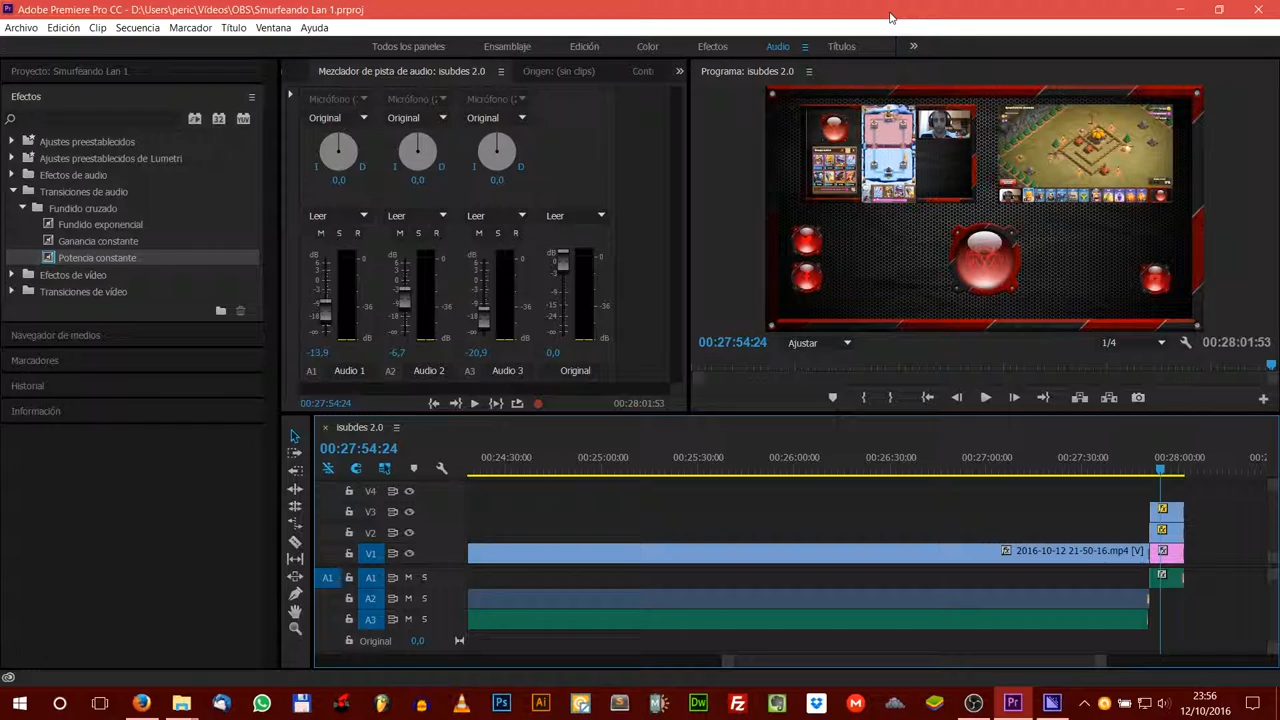 Adobe Premiere Pro CC - D:\Users\peric\Vídeos\OBS\Smurfeando Lan 1.prproj
Archivo Edición Clip Secuencia Marcador Título Ventana Ayuda
Todos los paneles Ensamblaje Edición Color Efectos Audio Títulos
Proyecto: Smurfeando Lan 1
Efectos
Ajustes preestablecidos
Ajustes preestablecidos de Lumetri
Efectos de audio
Transiciones de audio
Fundido cruzado
Fundido exponencial
Ganancia constante
Potencia constante
Efectos de vídeo
Transiciones de vídeo
Navegador de medios
Marcadores
Historial
Información
Mezclador de pista de audio: isubdes 2.0 Origen: (sin clips) Conti
Micrófono (2 Micrófono (2 Micrófono (2
Original Original Original
I D I D I D
0,0 0,0 0,0
Leer Leer Leer Leer
M S R M S R M S R
-13,9 -6,7 -20,9 0,0
A1 Audio 1 A2 Audio 2 A3 Audio 3 Original
00:27:54:24 00:28:01:53
Programa: isubdes 2.0
00:27:54:24 Ajustar 1/4 00:28:01:53
isubdes 2.0
00:27:54:24
00:24:30:00 00:25:00:00 00:25:30:00 00:26:00:00 00:26:30:00 00:27:00:00 00:27:30:00 00:28:00:00
V4
V3
V2
V1 2016-10-12 21-50-16.mp4 [V]
A1 A1 M S
A2 M S
A3 M S
Original 0,0
23:56
12/10/2016